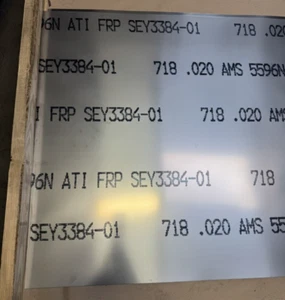 96N ATI FRP SEY3384-01 718 .020
SEY3384-01 718 .020 AMS 5596N
I FRP SEY3384-01 718 .020 AMS
96N ATI FRP SEY3384-01 718
SEY3384-01 718 .020 AMS 55